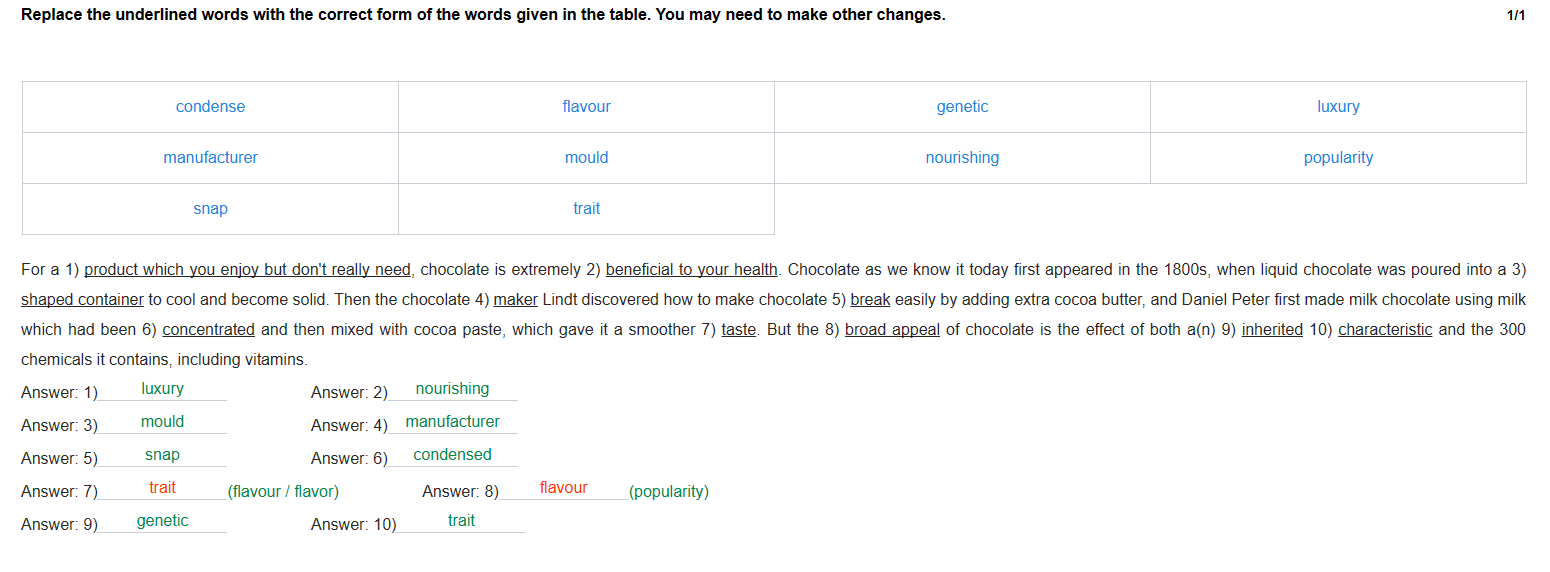 Replace the underlined words with the correct form of the words given in the table. You may need to make other changes. 1/1
condense flavour genetic luxury
manufacturer mould nourishing popularity
snap trait
For a 1) product which you enjoy but don't really need, chocolate is extremely 2) beneficial to your health. Chocolate as we know it today first appeared in the 1800s, when liquid chocolate was poured into a 3)
shaped container to cool and become solid. Then the chocolate 4) maker Lindt discovered how to make chocolate 5) break easily by adding extra cocoa butter, and Daniel Peter first made milk chocolate using milk
which had been 6) concentrated and then mixed with cocoa paste, which gave it a smoother 7) taste. But the 8) broad appeal of chocolate is the effect of both a(n) 9) inherited 10) characteristic and the 300
chemicals it contains, including vitamins.
Answer: 1) luxury Answer: 2) nourishing
Answer: 3) mould Answer: 4) manufacturer
Answer: 5) snap Answer: 6) condensed
Answer: 7) trait (flavour / flavor) Answer: 8) flavour (popularity)
Answer: 9) genetic Answer: 10) trait